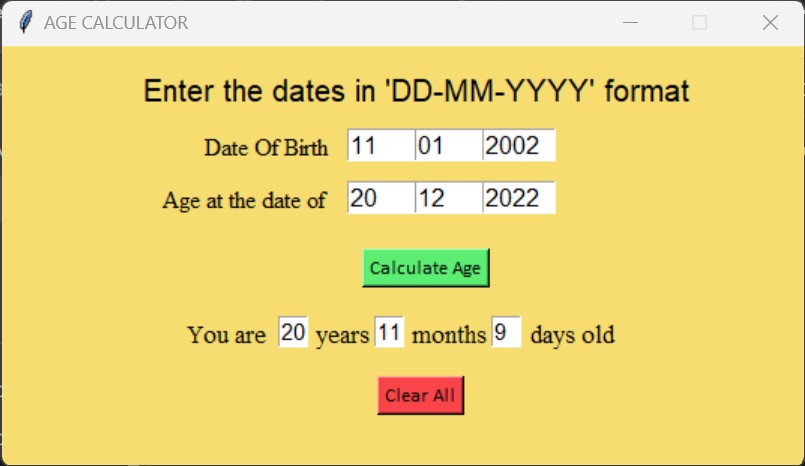 AGE CALCULATOR
Enter the dates in 'DD-MM-YYYY' format
Date Of Birth 11 01 2002
Age at the date of 20 12 2022
Calculate Age
You are 20 years 11 months 9 days old
Clear All